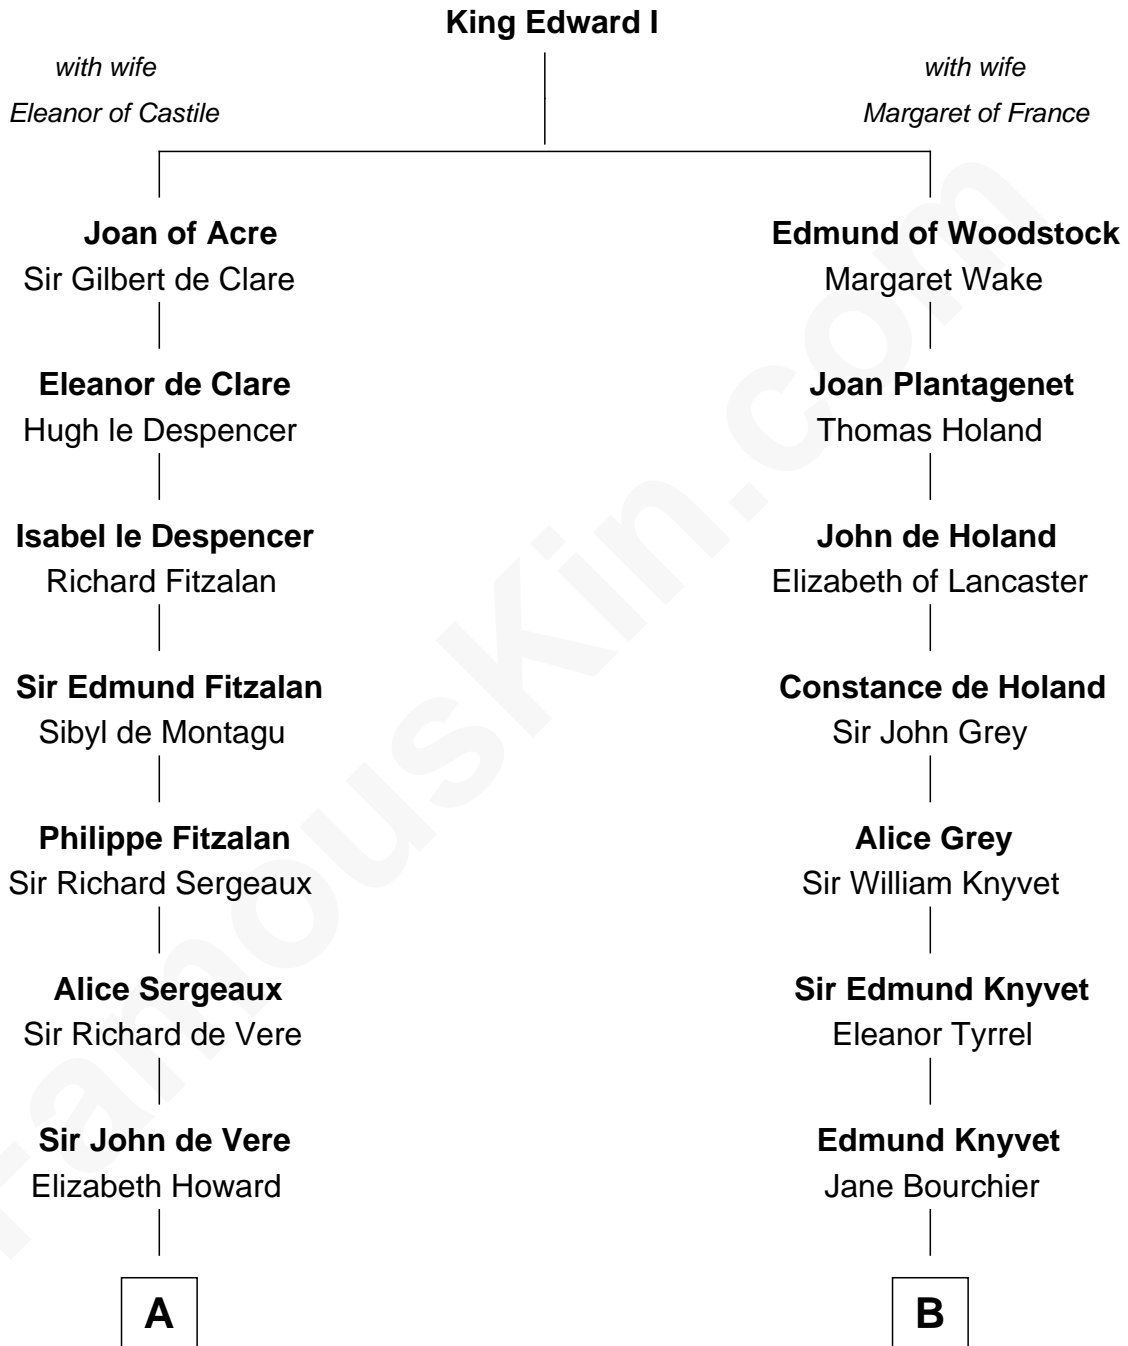 King Edward I
with wife
Eleanor of Castile
with wife
Margaret of France
Joan of Acre
Sir Gilbert de Clare
Eleanor de Clare
Hugh le Despencer
Isabel le Despencer
Richard Fitzalan
Sir Edmund Fitzalan
Sibyl de Montagu
Philippe Fitzalan
Sir Richard Sergeaux
Alice Sergeaux
Sir Richard de Vere
Sir John de Vere
Elizabeth Howard
A
Edmund of Woodstock
Margaret Wake
Joan Plantagenet
Thomas Holand
John de Holand
Elizabeth of Lancaster
Constance de Holand
Sir John Grey
Alice Grey
Sir William Knyvet
Sir Edmund Knyvet
Eleanor Tyrrel
Edmund Knyvet
Jane Bourchier
B
FamousKin.com